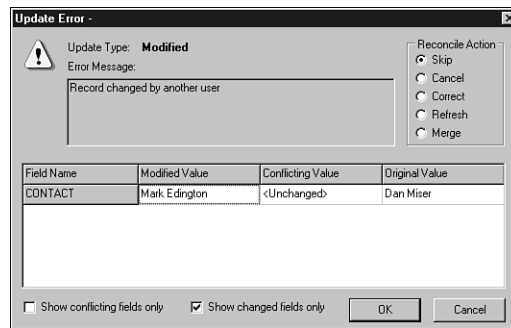 Update Error -
Update Type: Modified
Error Message:
Record changed by another user
Reconcile Action
Skip
Cancel
Correct
Refresh
Merge
Field Name Modified Value Conflicting Value Original Value
CONTACT Mark Edington <Unchanged> Dan Miser
Show conflicting fields only Show changed fields only OK Cancel